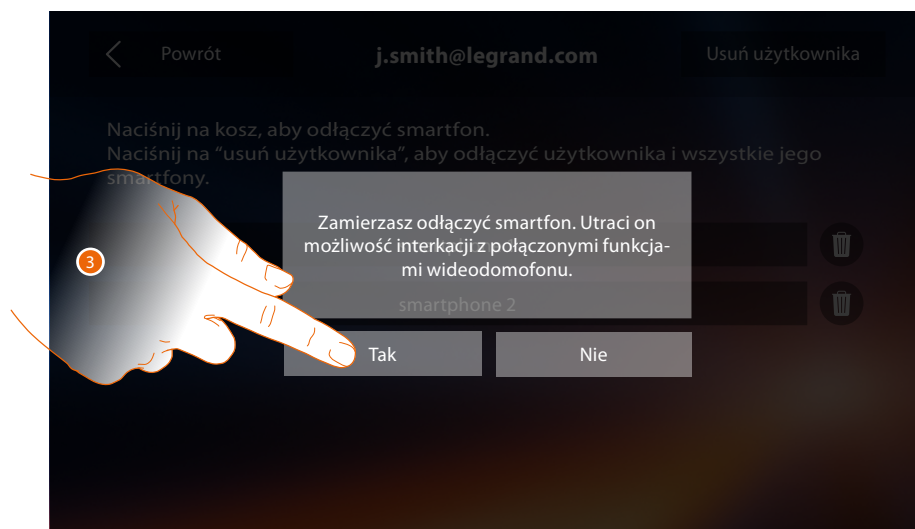 Powrót
j.smith@legrand.com
Usuń użytkownika
Naciśnij na kosz, aby odłączyć smartfon.
Naciśnij na “usuń użytkownika”, aby odłączyć użytkownika i wszystkie jego
smartfony.
Zamierzasz odłączyć smartfon. Utraci on
możliwość interkacji z połączonymi funkcja-
mi wideodomofonu.
3
smartphone 2
Tak
Nie